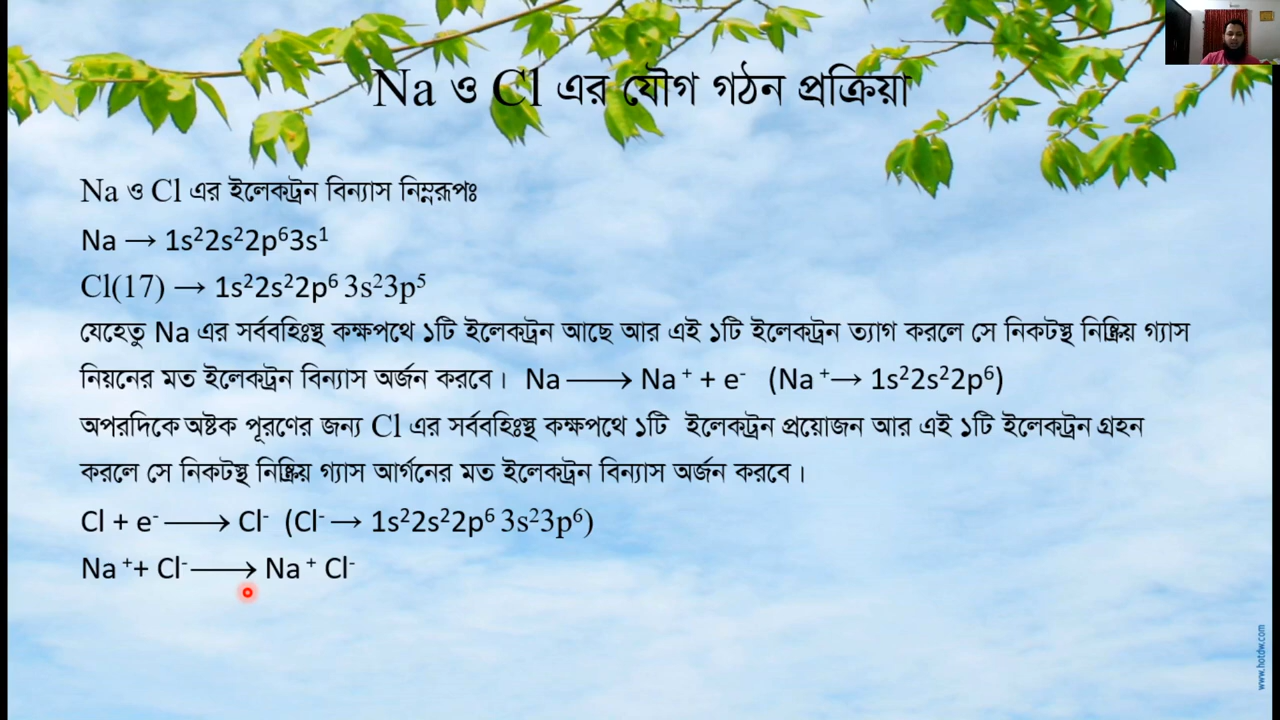 Na ও Cl এর যৌগ গঠন প্রক্রিয়া
Na ও Cl এর ইলেকট্রন বিন্যাস নিম্নরূপঃ
Na → 1s²2s²2p⁶3s¹
Cl(17) → 1s²2s²2p⁶ 3s²3p⁵
যেহেতু Na এর সর্ববহিঃস্থ কক্ষপথে ১টি ইলেকট্রন আছে আর এই ১টি ইলেকট্রন ত্যাগ করলে সে নিকটস্থ নিষ্ক্রিয় গ্যাস
নিয়নের মত ইলেকট্রন বিন্যাস অর্জন করবে। Na ⟶ Na⁺ + e⁻ (Na⁺→ 1s²2s²2p⁶)
অপরদিকে অষ্টক পূরণের জন্য Cl এর সর্ববহিঃস্থ কক্ষপথে ১টি ইলেকট্রন প্রয়োজন আর এই ১টি ইলেকট্রন গ্রহন
করলে সে নিকটস্থ নিষ্ক্রিয় গ্যাস আর্গনের মত ইলেকট্রন বিন্যাস অর্জন করবে।
Cl + e⁻ ⟶ Cl⁻ (Cl⁻ → 1s²2s²2p⁶ 3s²3p⁶)
Na⁺+ Cl⁻ ⟶ Na⁺ Cl⁻
www.hotdw.com